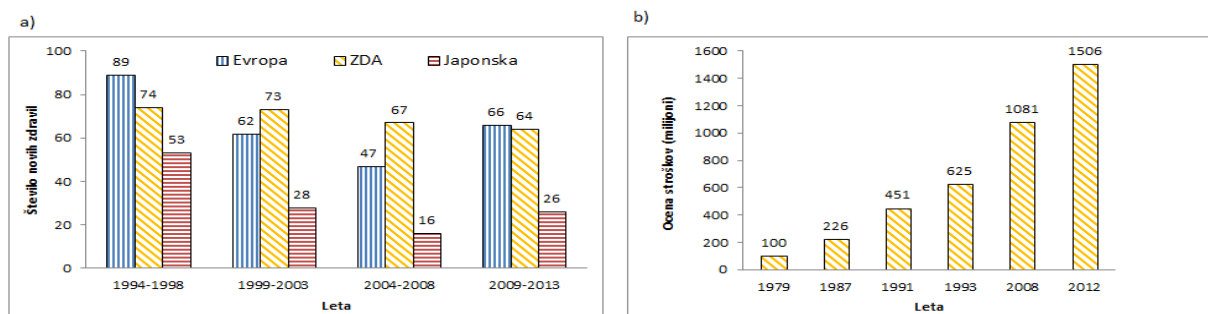 a)
Število novih zdravil
100
80
60
40
20
0
Evropa ZDA Japonska
89 74 53
62 73 28
47 67 16
66 64 26
1994-1998 1999-2003 2004-2008 2009-2013
Leta
b)
Ocena stroškov (milijoni)
1600
1400
1200
1000
800
600
400
200
0
100 226 451 625 1081 1506
1979 1987 1991 1993 2008 2012
Leta